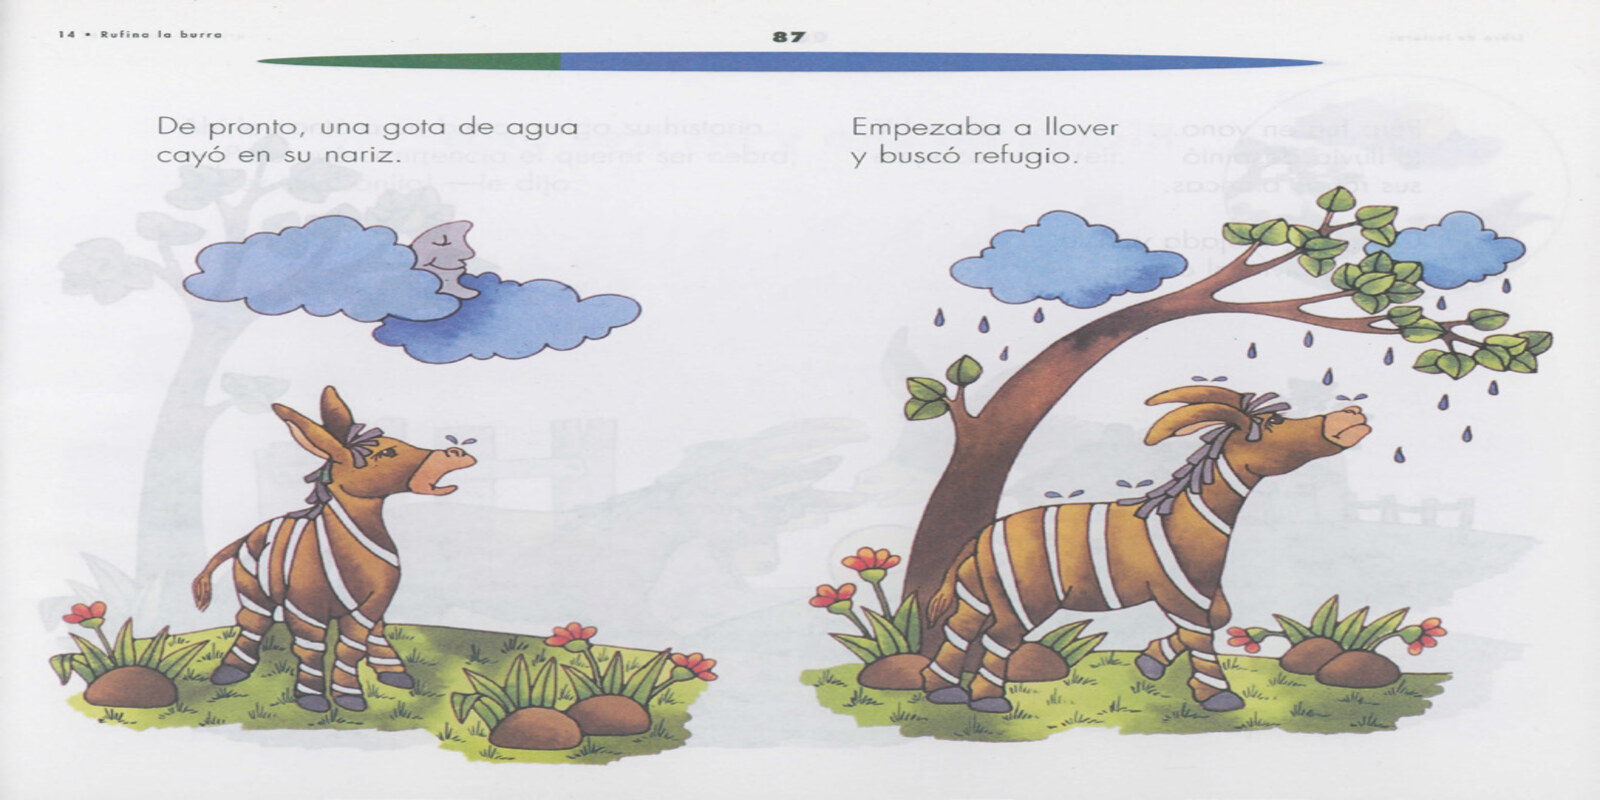 14 • Rufina la burra
87
De pronto, una gota de agua
cayó en su nariz.
Empezaba a llover
y buscó refugio.